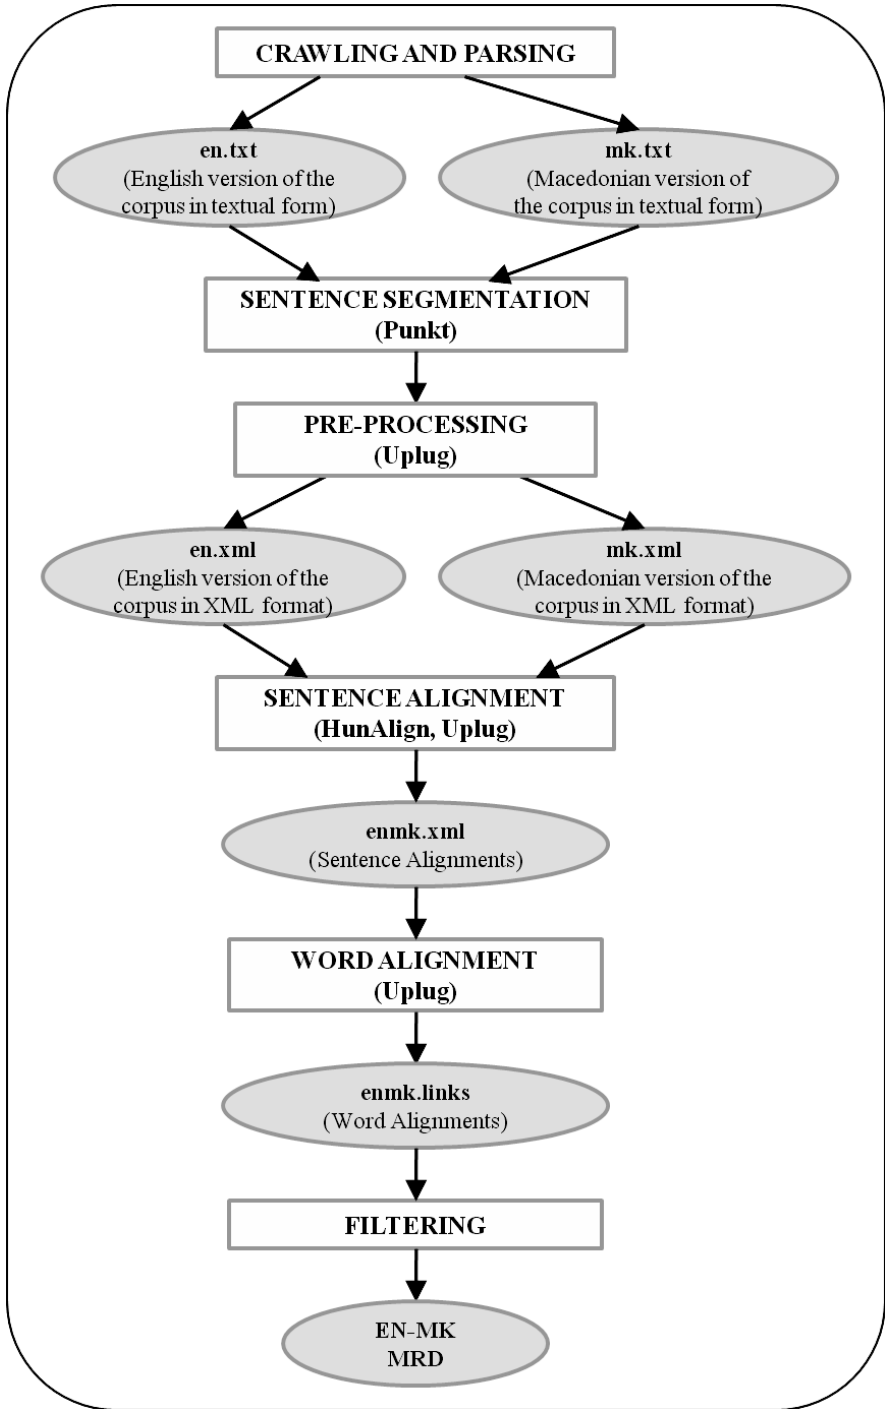 CRAWLING AND PARSING
en.txt
(English version of the
corpus in textual form)
mk.txt
(Macedonian version of
the corpus in textual form)
SENTENCE SEGMENTATION
(Punkt)
PRE-PROCESSING
(Uplug)
en.xml
(English version of the
corpus in XML format)
mk.xml
(Macedonian version of the
corpus in XML format)
SENTENCE ALIGNMENT
(HunAlign, Uplug)
enmk.xml
(Sentence Alignments)
WORD ALIGNMENT
(Uplug)
enmk.links
(Word Alignments)
FILTERING
EN-MK
MRD